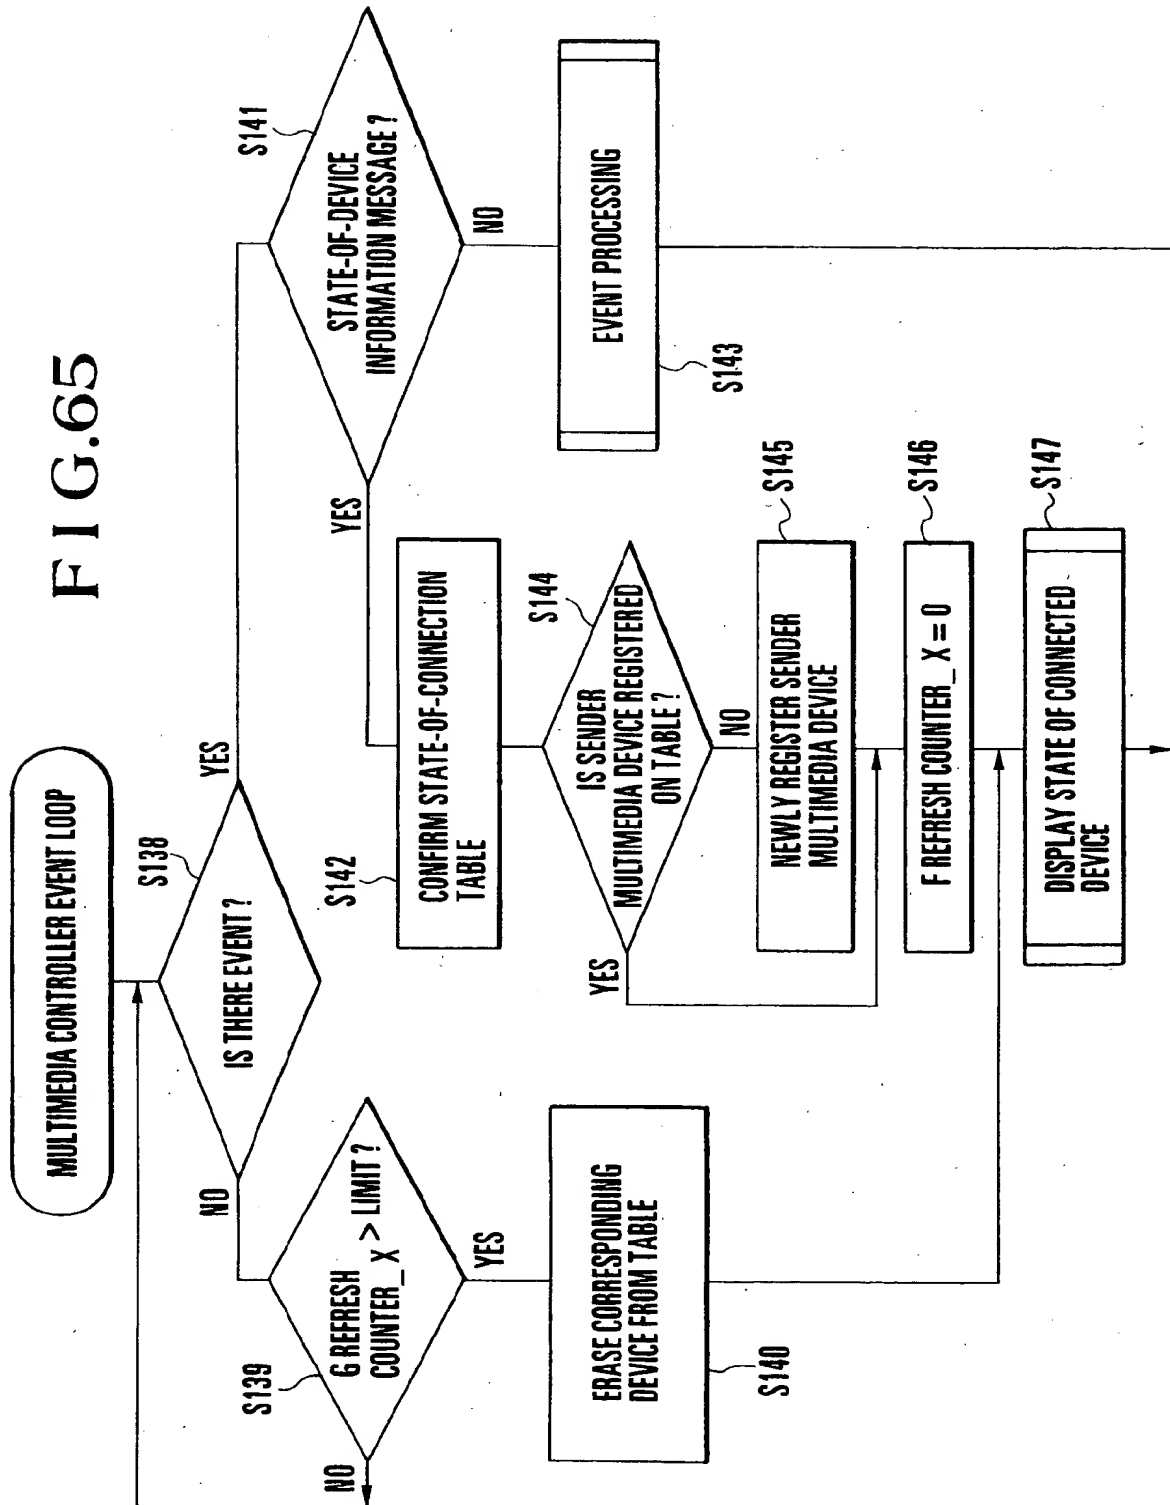 FIG.65
MULTIMEDIA CONTROLLER EVENT LOOP
S138
IS THERE EVENT?
NO
YES
S139
G REFRESH
COUNTER_X > LIMIT?
NO
YES
S141
STATE-OF-DEVICE
INFORMATION MESSAGE?
YES
NO
ERASE CORRESPONDING
DEVICE FROM TABLE
S140
S142
CONFIRM STATE-OF-CONNECTION
TABLE
EVENT PROCESSING
S143
S144
IS SENDER
MULTIMEDIA DEVICE REGISTERED
ON TABLE?
YES
NO
S145
NEWLY REGISTER SENDER
MULTIMEDIA DEVICE
S146
F REFRESH COUNTER_X = 0
S147
DISPLAY STATE OF CONNECTED
DEVICE